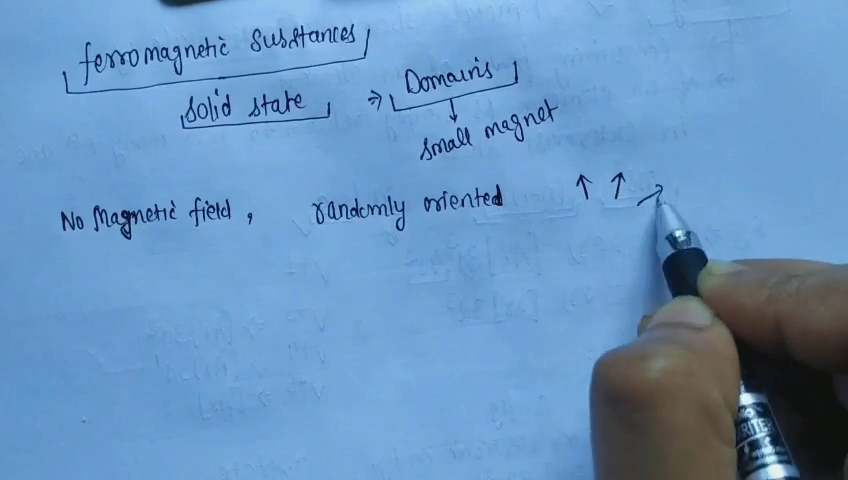 ferromagnetic substances
solid state ⇒ Domains
↓
small magnet
No Magnetic field, randomly oriented ↑ ↑